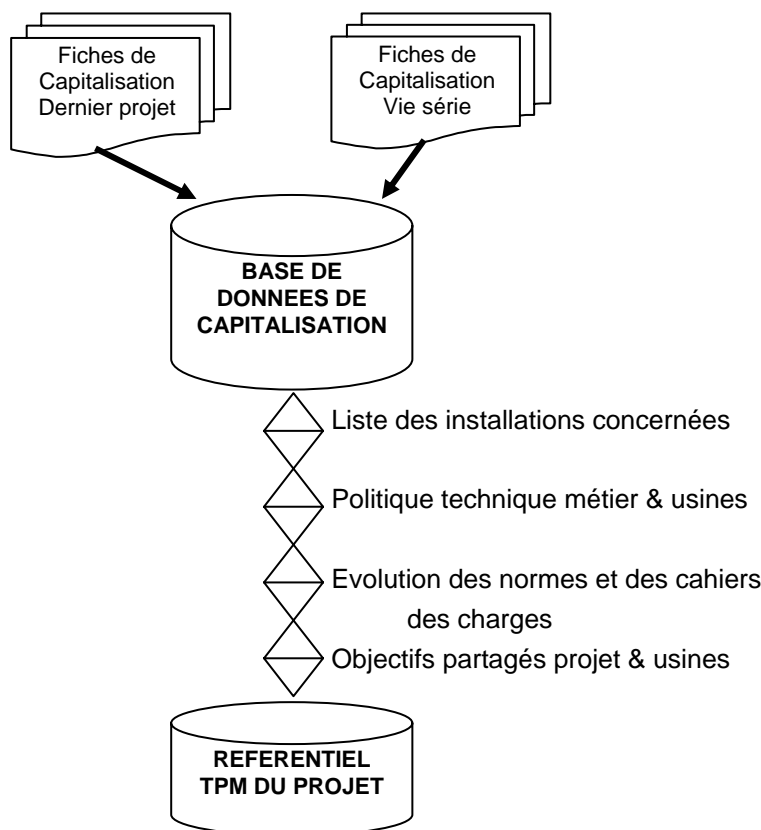 Fiches de
Capitalisation
Dernier projet
Fiches de
Capitalisation
Vie série
BASE DE
DONNEES DE
CAPITALISATION
Liste des installations concernées
Politique technique métier & usines
Evolution des normes et des cahiers
des charges
Objectifs partagés projet & usines
REFERENTIEL
TPM DU PROJET